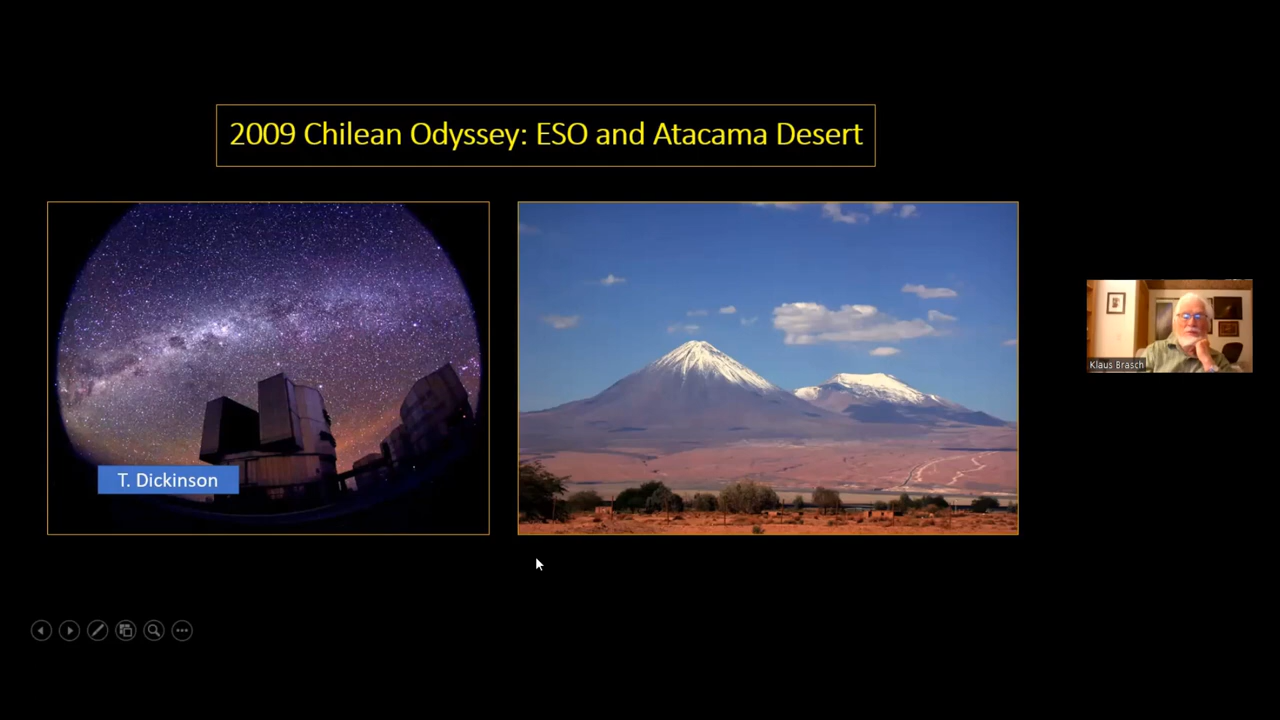 2009 Chilean Odyssey: ESO and Atacama Desert
T. Dickinson
Klaus Brasch